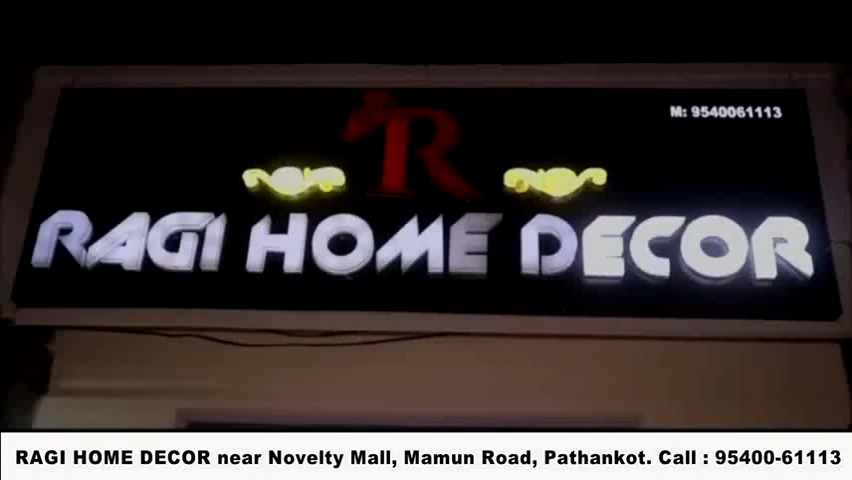 R
M: 9540061113
RAGI HOME DECOR
RAGI HOME DECOR near Novelty Mall, Mamun Road, Pathankot. Call : 95400-61113